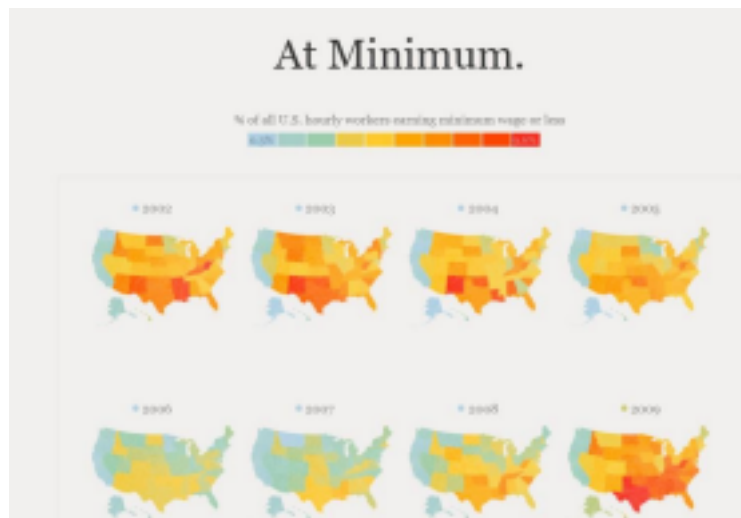 At Minimum.
% of all U.S. hourly workers earning minimum wage or less
2002 2003 2004 2005
2006 2007 2008 2009